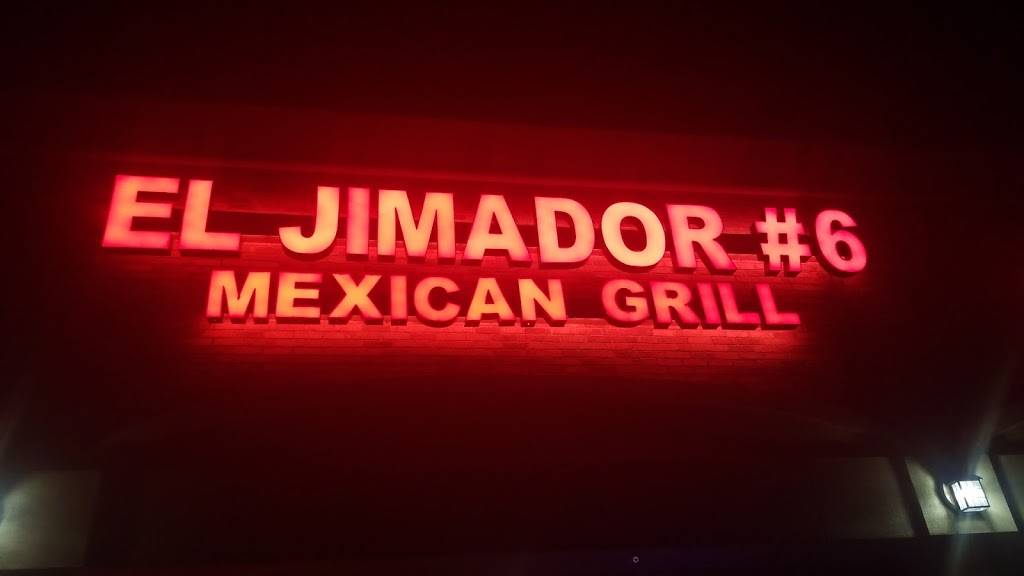 EL JIMADOR #6
MEXICAN GRILL